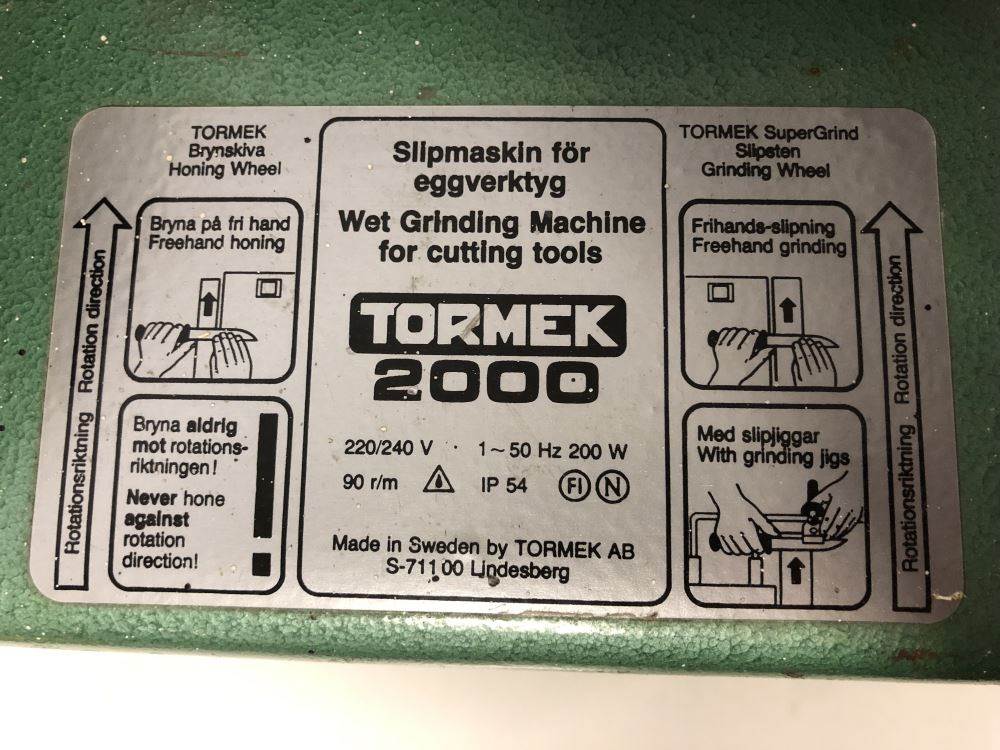 TORMEK
Brynskiva
Honing Wheel
Rotationsriktning Rotation direction
Bryna på fri hand
Freehand honing
Bryna aldrig
mot rotations-
riktningen!
Never hone
against
rotation
direction!
Slipmaskin för
eggverktyg
Wet Grinding Machine
for cutting tools
TORMEK
2000
220/240 V · 1~50 Hz 200 W
90 r/m IP 54 FI N
Made in Sweden by TORMEK AB
S-711 00 Lindesberg
TORMEK SuperGrind
Slipsten
Grinding Wheel
Frihands-slipning
Freehand grinding
Med slipjiggar
With grinding jigs
Rotationsriktning Rotation direction